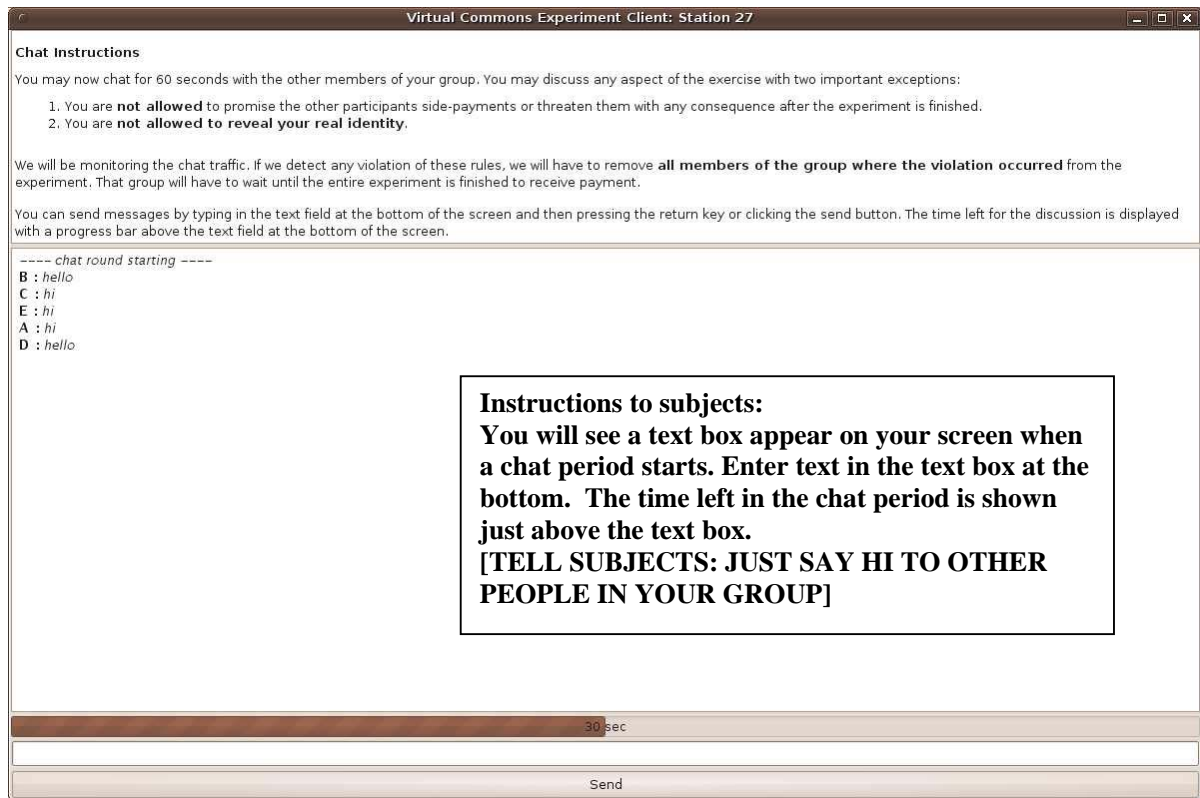 Virtual Commons Experiment Client: Station 27
Chat Instructions
You may now chat for 60 seconds with the other members of your group. You may discuss any aspect of the exercise with two important exceptions:
1. You are not allowed to promise the other participants side-payments or threaten them with any consequence after the experiment is finished.
2. You are not allowed to reveal your real identity.
We will be monitoring the chat traffic. If we detect any violation of these rules, we will have to remove all members of the group where the violation occurred from the
experiment. That group will have to wait until the entire experiment is finished to receive payment.
You can send messages by typing in the text field at the bottom of the screen and then pressing the return key or clicking the send button. The time left for the discussion is displayed
with a progress bar above the text field at the bottom of the screen.
---- chat round starting ----
B : hello
C : hi
E : hi
A : hi
D : hello
Instructions to subjects:
You will see a text box appear on your screen when
a chat period starts. Enter text in the text box at the
bottom. The time left in the chat period is shown
just above the text box.
[TELL SUBJECTS: JUST SAY HI TO OTHER
PEOPLE IN YOUR GROUP]
30 sec
Send